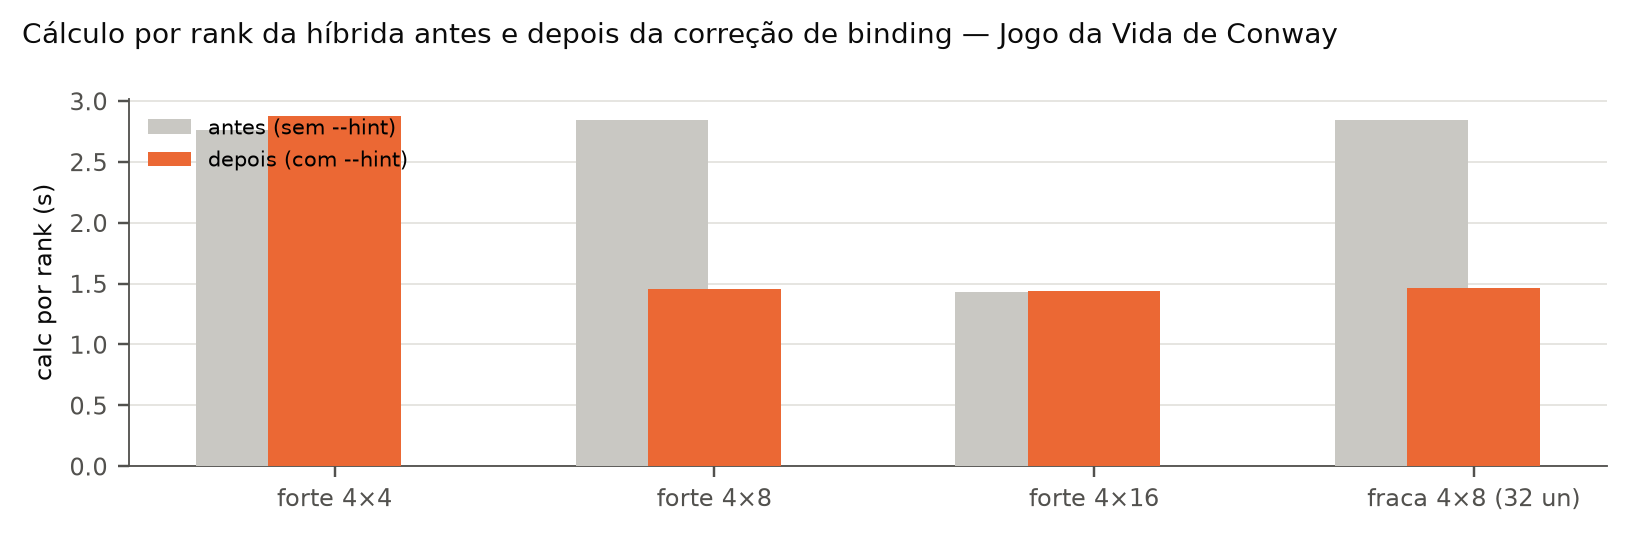 Cálculo por rank da híbrida antes e depois da correção de binding — Jogo da Vida de Conway
3.0
2.5
2.0
1.5
1.0
0.5
0.0
calc por rank (s)
antes (sem --hint)
depois (com --hint)
forte 4×4
forte 4×8
forte 4×16
fraca 4×8 (32 un)